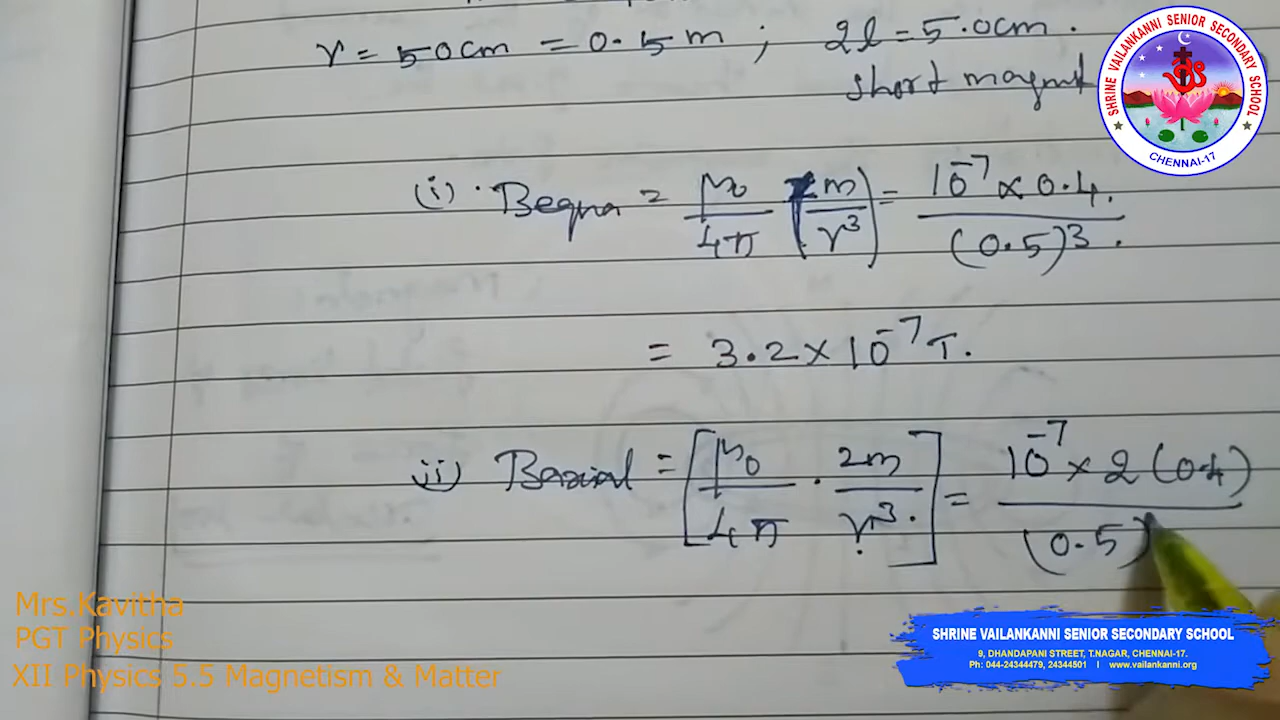 r = 50cm = 0.5 m ; 2l = 5.0cm.
short magnet
(i) . Bequa = μ0/4π (m/r³) = 10⁻⁷ × 0.4. / (0.5)³.
= 3.2 × 10⁻⁷ T.
ii) Baxial = [μ0/4π . 2m/r³.] = 10⁻⁷ × 2 (0.4) / (0.5)
SHRINE VAILANKANNI SENIOR SECONDARY SCHOOL
CHENNAI-17
Mrs.Kavitha
PGT Physics
XII Physics 5.5 Magnetism & Matter
SHRINE VAILANKANNI SENIOR SECONDARY SCHOOL
9, DHANDAPANI STREET, T.NAGAR, CHENNAI-17.
Ph: 044-24344479, 24344501 I www.vailankanni.org